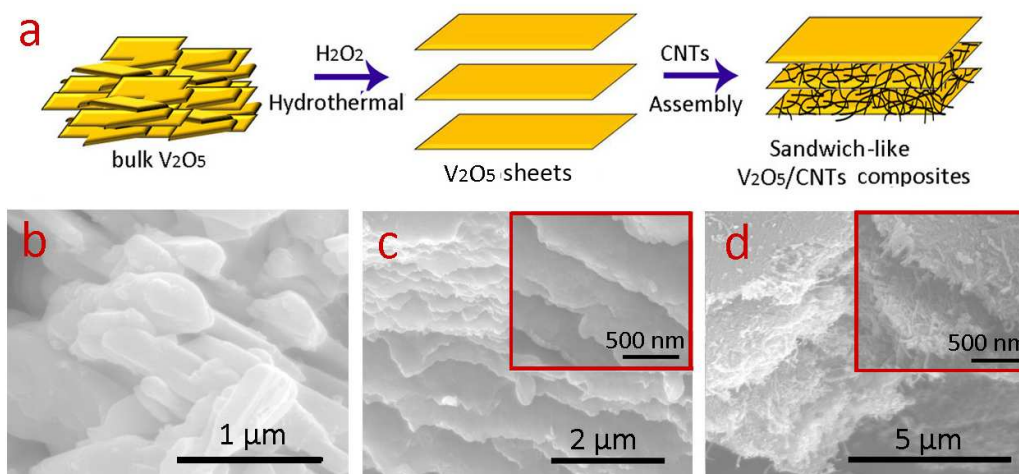 a
H2O2
Hydrothermal
CNTs
Assembly
bulk V2O5
V2O5 sheets
Sandwich-like
V2O5/CNTs composites
b
1 μm
c
500 nm
2 μm
d
500 nm
5 μm